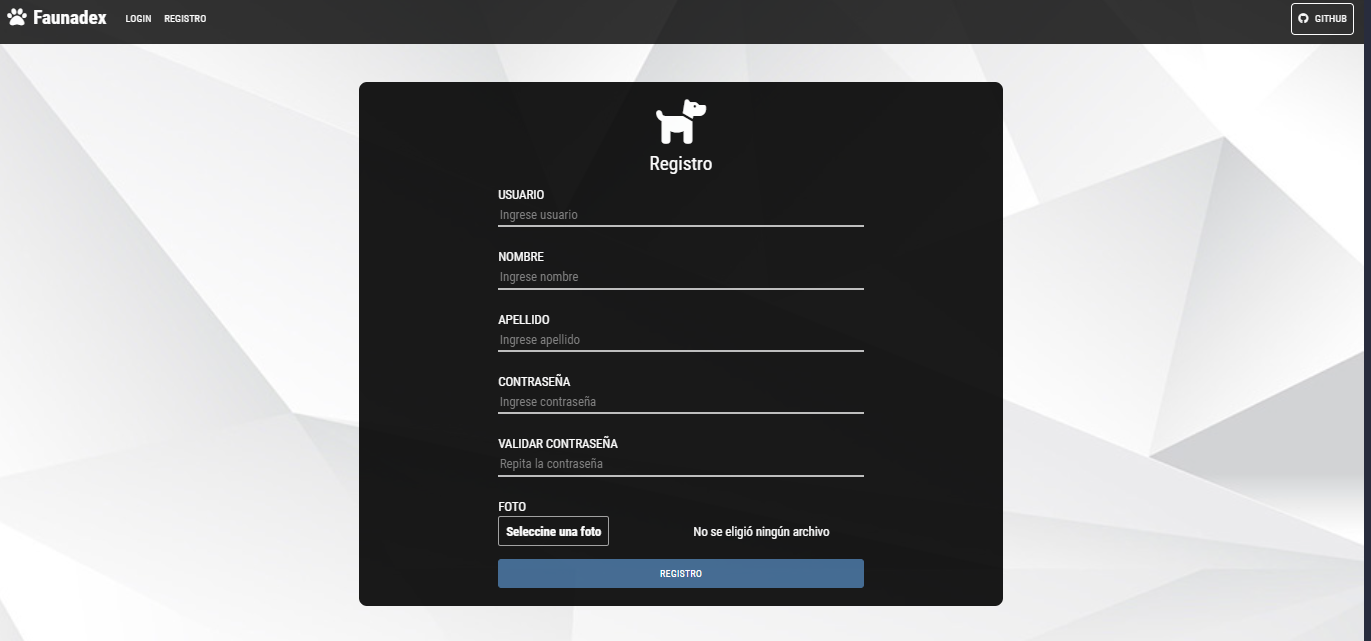 Faunadex LOGIN REGISTRO GITHUB
Registro
USUARIO
Ingrese usuario
NOMBRE
Ingrese nombre
APELLIDO
Ingrese apellido
CONTRASEÑA
Ingrese contraseña
VALIDAR CONTRASEÑA
Repita la contraseña
FOTO
Seleccine una foto No se eligió ningún archivo
REGISTRO